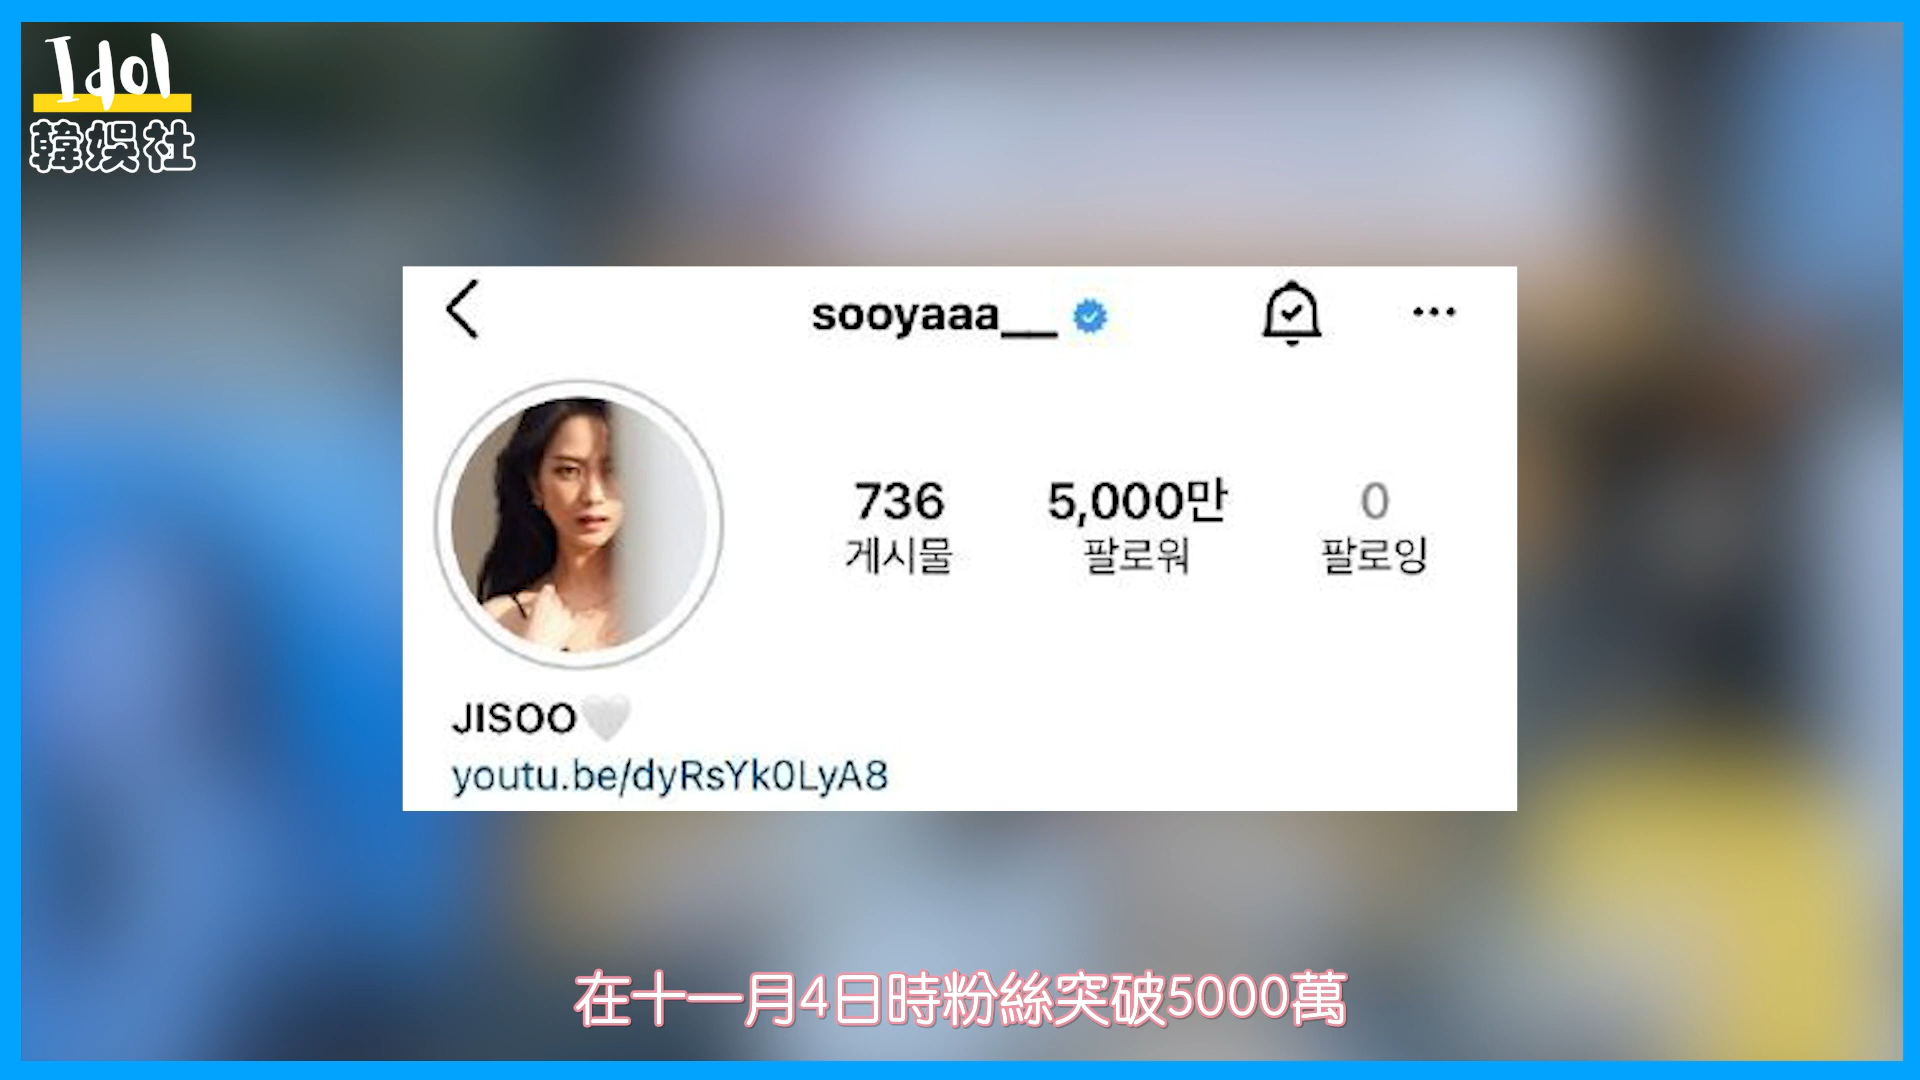 Idol
韓娛社
sooyaaa__
736
5,000만
0
게시물
팔로워
팔로잉
JISOO🤍
youtu.be/dyRsYk0LyA8
在十一月4日時粉絲突破5000萬